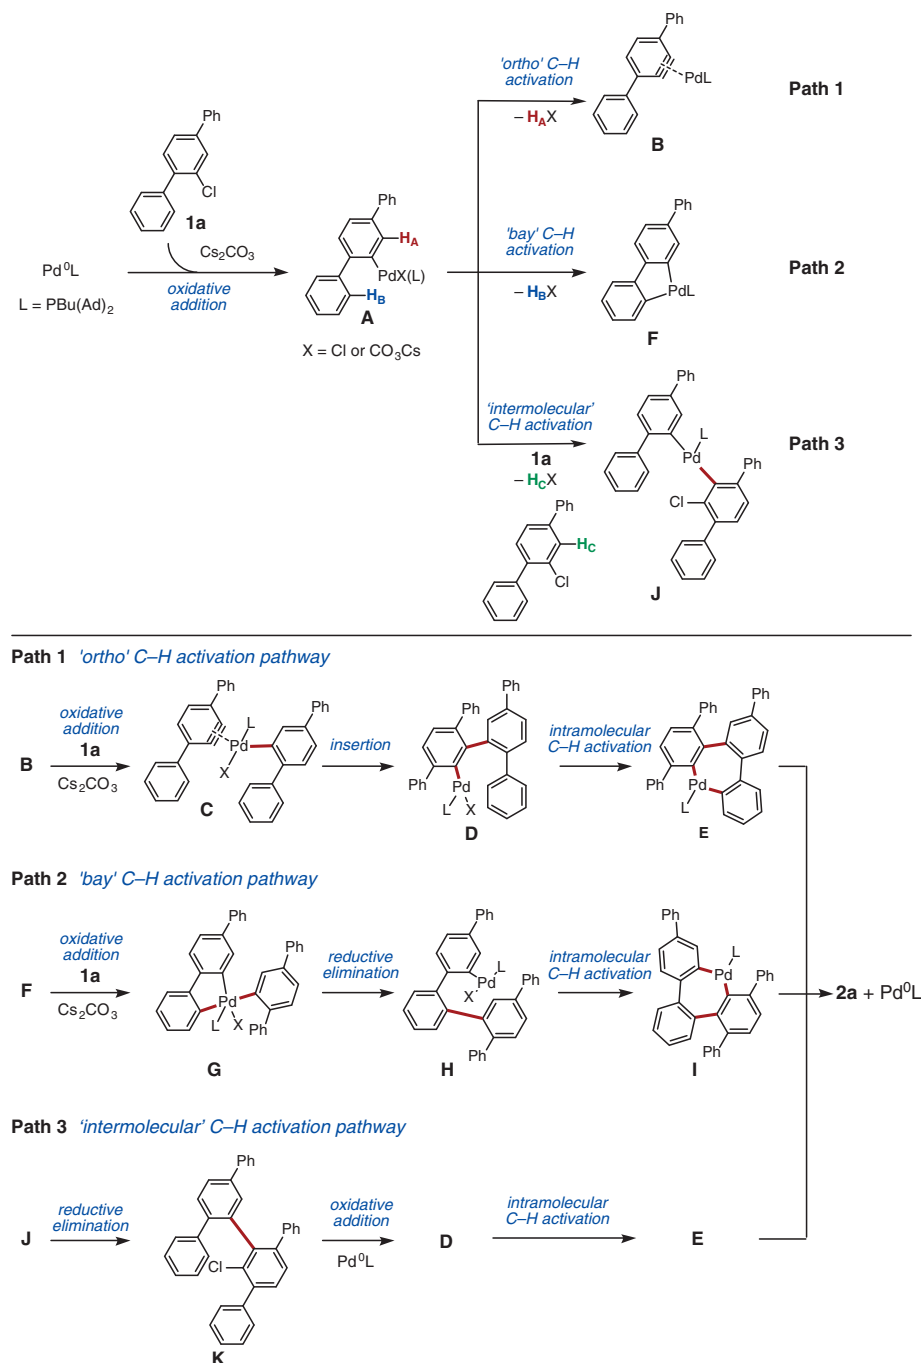 Ph
Cl
1a
Cs2CO3
Pd0L
L = PBu(Ad)2
oxidative
addition
Ph
HA
PdX(L)
HB
A
X = Cl or CO3Cs
'ortho' C–H
activation
– HAX
Ph
PdL
B
Path 1
'bay' C–H
activation
– HBX
Ph
PdL
F
Path 2
'intermolecular'
C–H activation
1a
– HCX
Ph
HC
Cl
Ph
L
Pd
Ph
Cl
J
Path 3
Path 1 'ortho' C–H activation pathway
B
oxidative
addition
1a
Cs2CO3
Ph
L
Pd
X
Ph
C
insertion
Ph
Ph
Ph
Pd
L
X
D
intramolecular
C–H activation
Ph
Ph
Ph
Pd
L
E
Path 2 'bay' C–H activation pathway
F
oxidative
addition
1a
Cs2CO3
Ph
Ph
Pd
L
X
Ph
G
reductive
elimination
Ph
L
Pd
X
Ph
Ph
H
intramolecular
C–H activation
Ph
L
Pd
Ph
Ph
I
2a + Pd0L
Path 3 'intermolecular' C–H activation pathway
J
reductive
elimination
Ph
Ph
Cl
K
oxidative
addition
Pd0L
D
intramolecular
C–H activation
E